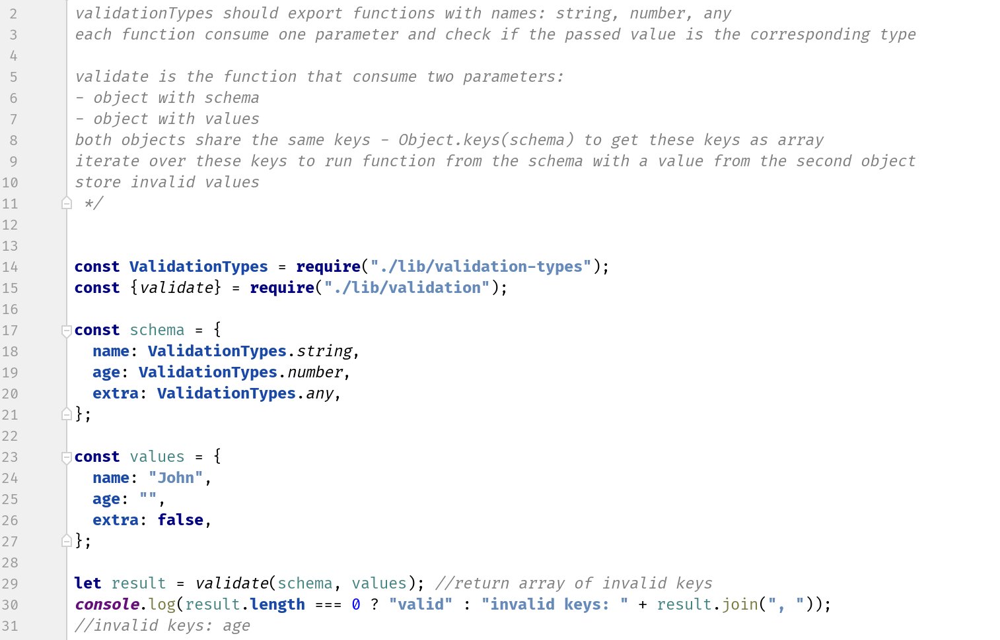 2 validationTypes should export functions with names: string, number, any
3 each function consume one parameter and check if the passed value is the corresponding type
4
5 validate is the function that consume two parameters:
6 - object with schema
7 - object with values
8 both objects share the same keys - Object.keys(schema) to get these keys as array
9 iterate over these keys to run function from the schema with a value from the second object
10 store invalid values
11  */
12
13
14 const ValidationTypes = require("./lib/validation-types");
15 const {validate} = require("./lib/validation");
16
17 const schema = {
18   name: ValidationTypes.string,
19   age: ValidationTypes.number,
20   extra: ValidationTypes.any,
21 };
22
23 const values = {
24   name: "John",
25   age: "",
26   extra: false,
27 };
28
29 let result = validate(schema, values); //return array of invalid keys
30 console.log(result.length === 0 ? "valid" : "invalid keys: " + result.join(", "));
31 //invalid keys: age